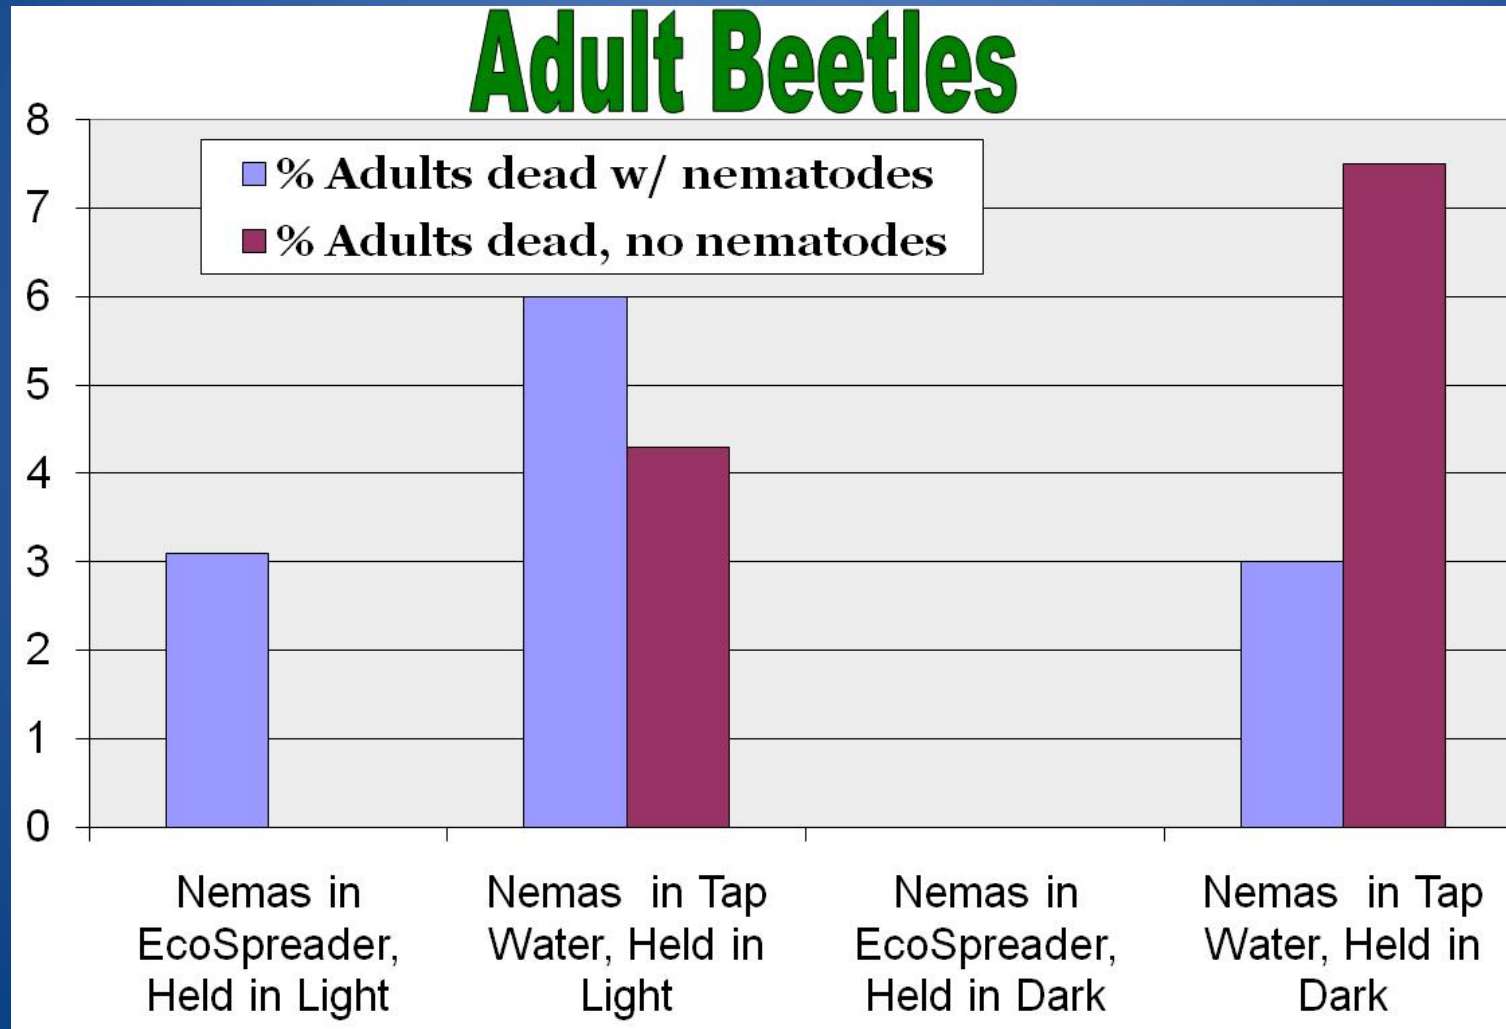 Adult Beetles
8
% Adults dead w/ nematodes
7
% Adults dead, no nematodes
6
5
4
3
2
1
0
Nemas in EcoSpreader, Held in Light
Nemas in Tap Water, Held in Light
Nemas in EcoSpreader, Held in Dark
Nemas in Tap Water, Held in Dark